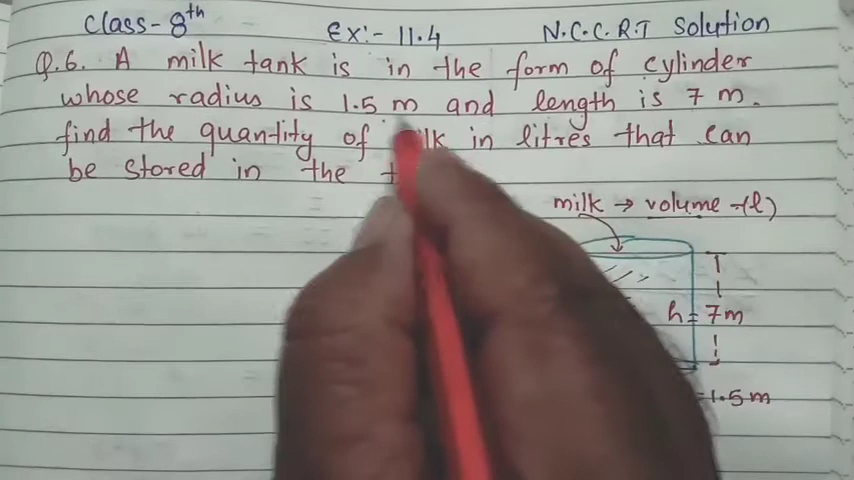 Class - 8th Ex:- 11.4 N.C.C.R.T Solution
Q.6. A milk tank is in the form of cylinder
whose radius is 1.5 m and length is 7 m.
find the quantity of milk in litres that can
be stored in the
milk → volume -(l)
h = 7m
= 1.5 m